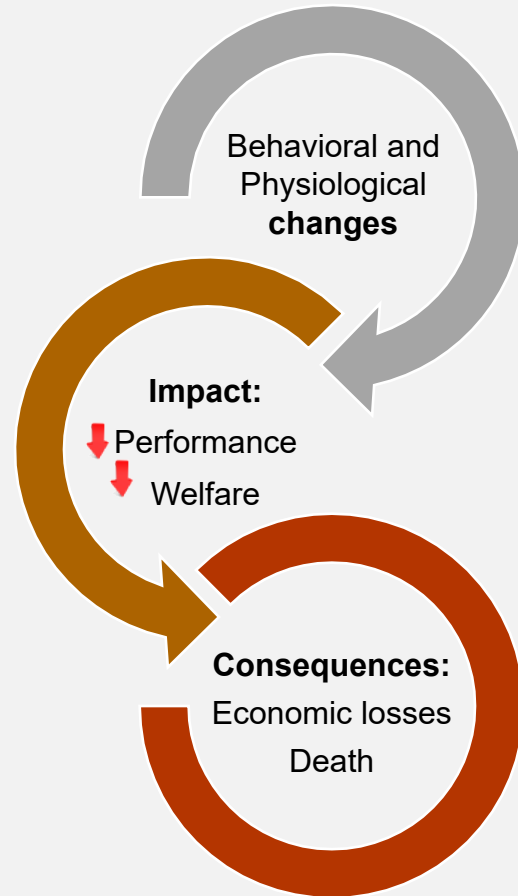 Behavioral and
Physiological
changes
Impact:
Performance
Welfare
Consequences:
Economic losses
Death